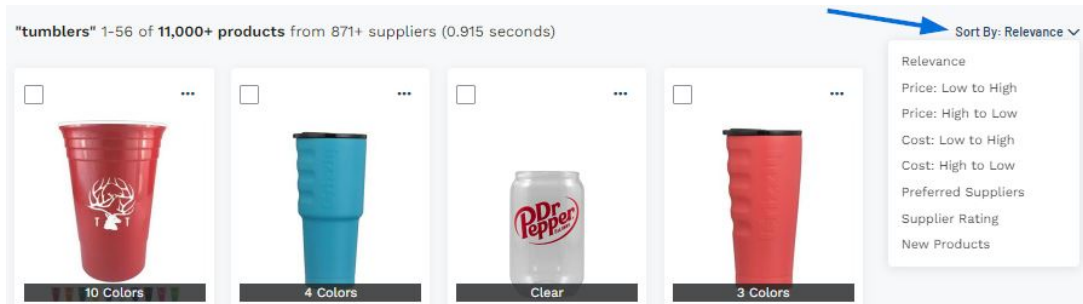 "tumblers" 1-56 of 11,000+ products from 871+ suppliers (0.915 seconds)
Sort By: Relevance
Relevance
Price: Low to High
Price: High to Low
Cost: Low to High
Cost: High to Low
Preferred Suppliers
Supplier Rating
New Products
T T
Dr
Pepper
10 Colors
4 Colors
Clear
3 Colors